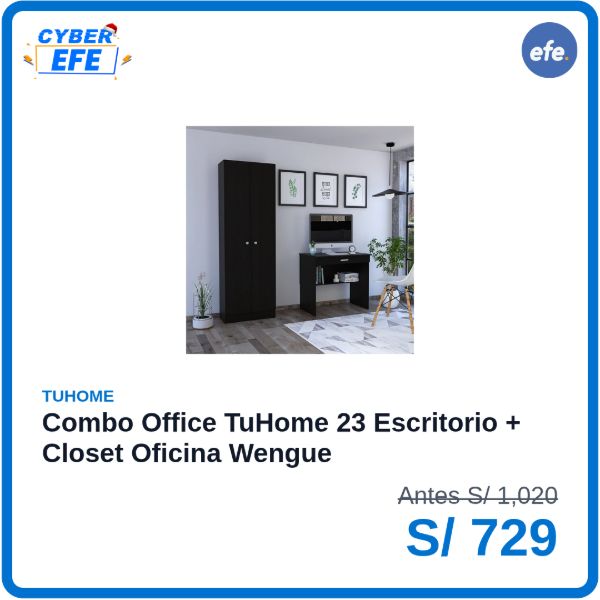 CYBER
EFE
efe.
TUHOME
Combo Office TuHome 23 Escritorio +
Closet Oficina Wengue
Antes S/ 1,020
S/ 729